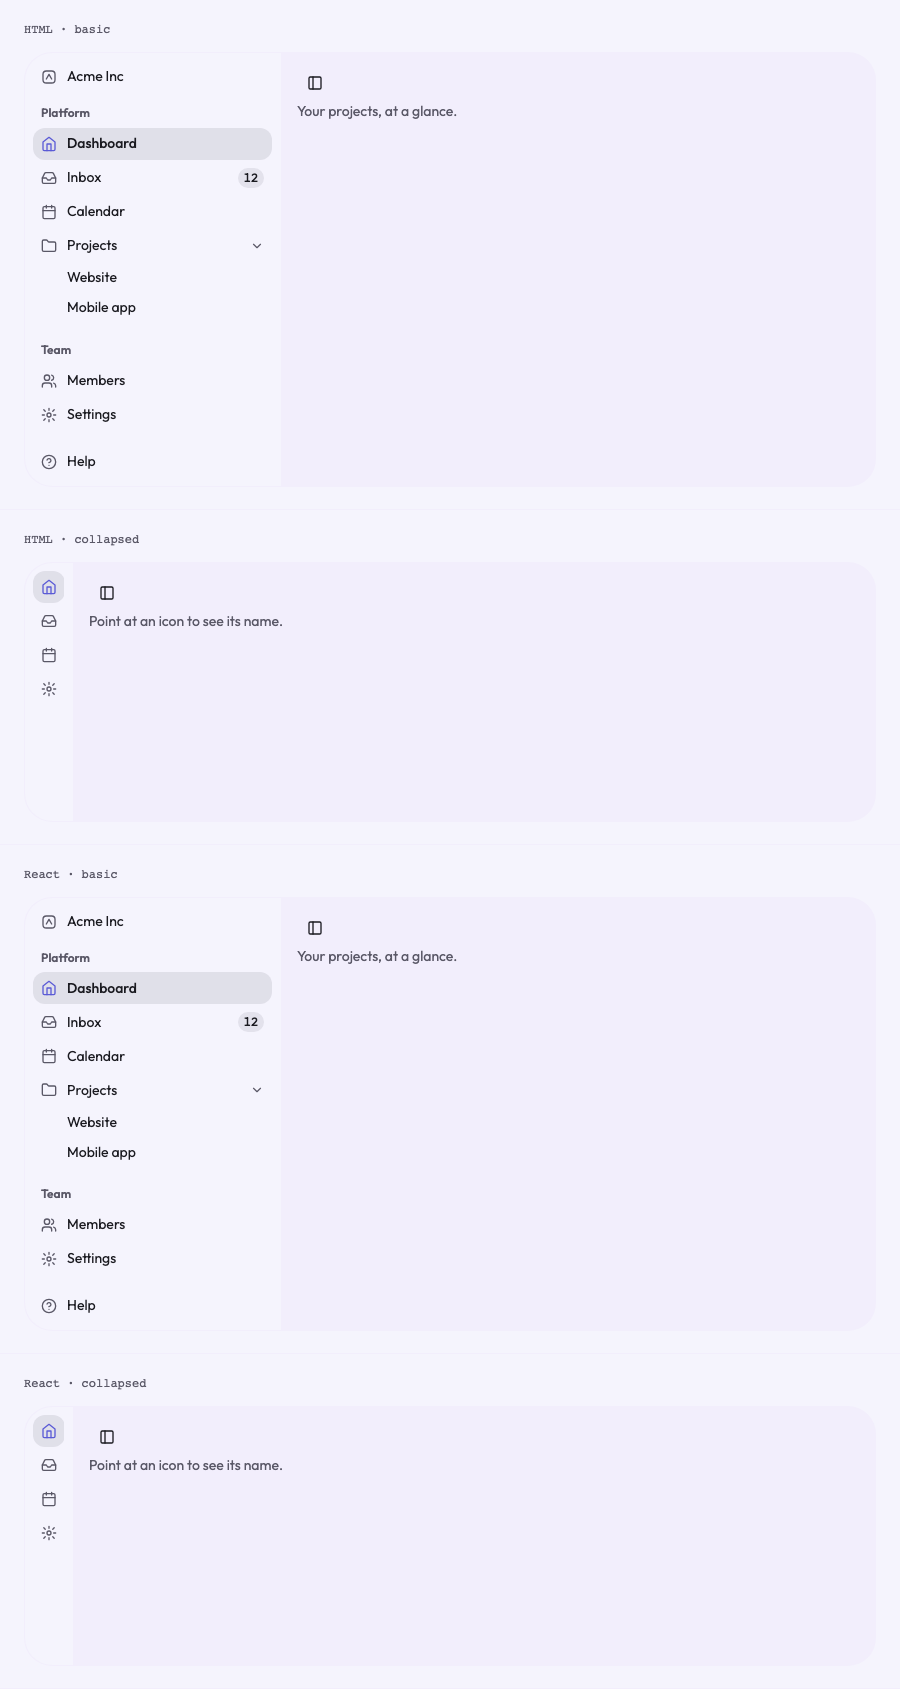 HTML · basic
Acme Inc
Platform
Dashboard
Inbox 12
Calendar
Projects
Website
Mobile app
Team
Members
Settings
Help
Your projects, at a glance.
HTML · collapsed
Point at an icon to see its name.
React · basic
Acme Inc
Platform
Dashboard
Inbox 12
Calendar
Projects
Website
Mobile app
Team
Members
Settings
Help
Your projects, at a glance.
React · collapsed
Point at an icon to see its name.